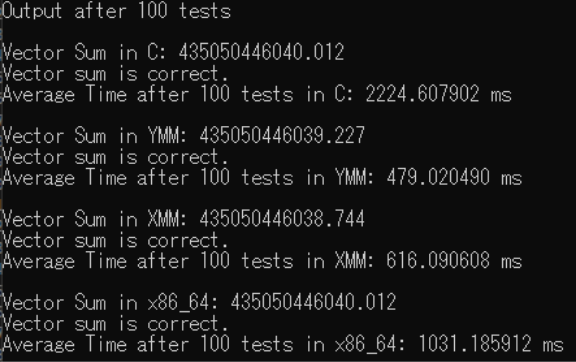 Output after 100 tests
Vector Sum in C: 435050446040.012
Vector sum is correct.
Average Time after 100 tests in C: 2224.607902 ms
Vector Sum in YMM: 435050446039.227
Vector sum is correct.
Average Time after 100 tests in YMM: 479.020490 ms
Vector Sum in XMM: 435050446038.744
Vector sum is correct.
Average Time after 100 tests in XMM: 616.090608 ms
Vector Sum in x86_64: 435050446040.012
Vector sum is correct.
Average Time after 100 tests in x86_64: 1031.185912 ms